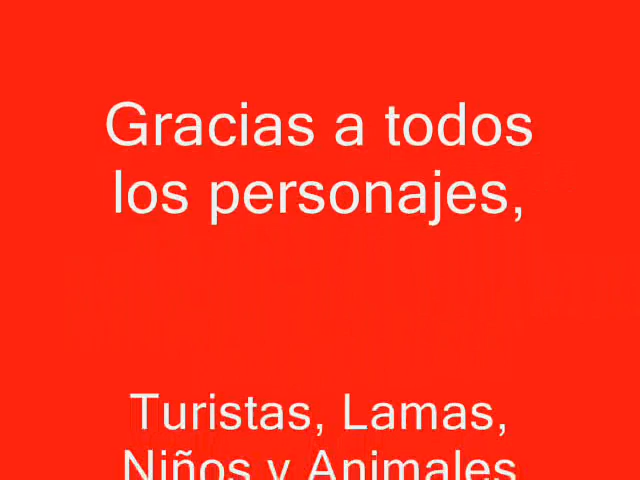 Gracias a todos
los personajes,
Turistas, Lamas,
Niños y Animales